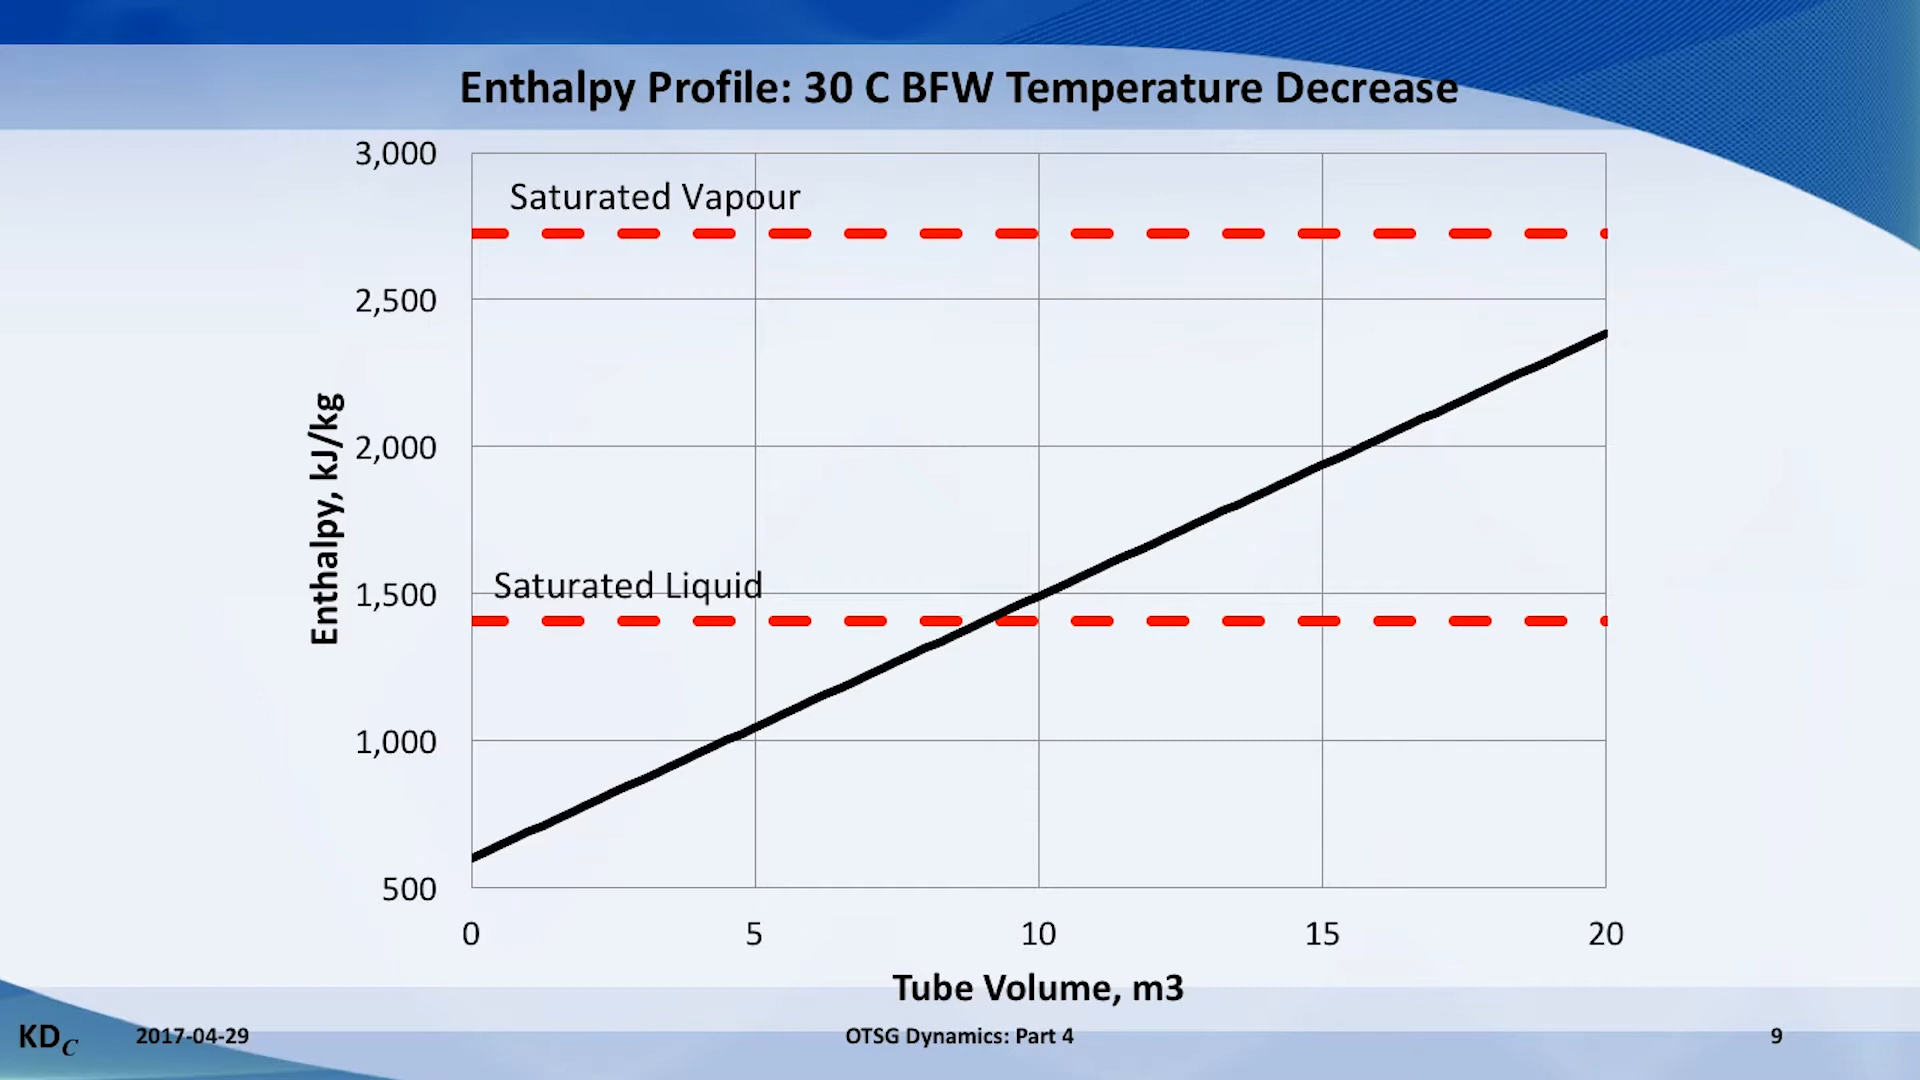 Enthalpy Profile: 30 C BFW Temperature Decrease
3,000
2,500
2,000
1,500
1,000
500
Enthalpy, kJ/kg
Saturated Vapour
Saturated Liquid
0 5 10 15 20
Tube Volume, m3
KDC 2017-04-29 OTSG Dynamics: Part 4 9